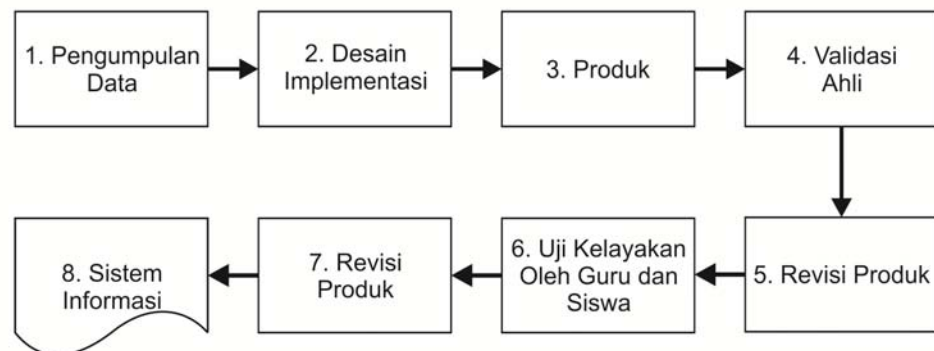 1. Pengumpulan
Data
2. Desain
Implementasi
3. Produk
4. Validasi
Ahli
5. Revisi Produk
6. Uji Kelayakan
Oleh Guru dan
Siswa
7. Revisi
Produk
8. Sistem
Informasi